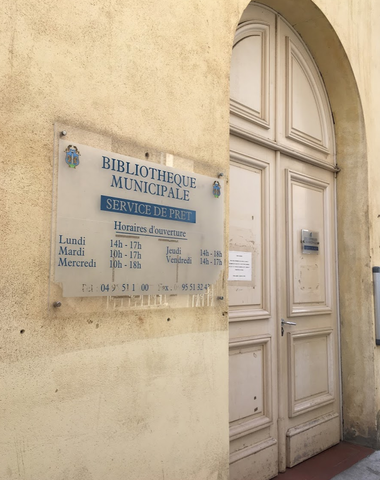 BIBLIOTHEQUE
MUNICIPALE
SERVICE DE PRET
Horaires d'ouverture
Lundi 14h - 17h
Mardi 10h - 17h
Mercredi 10h - 18h
Jeudi 14h - 18h
Vendredi 14h - 17h